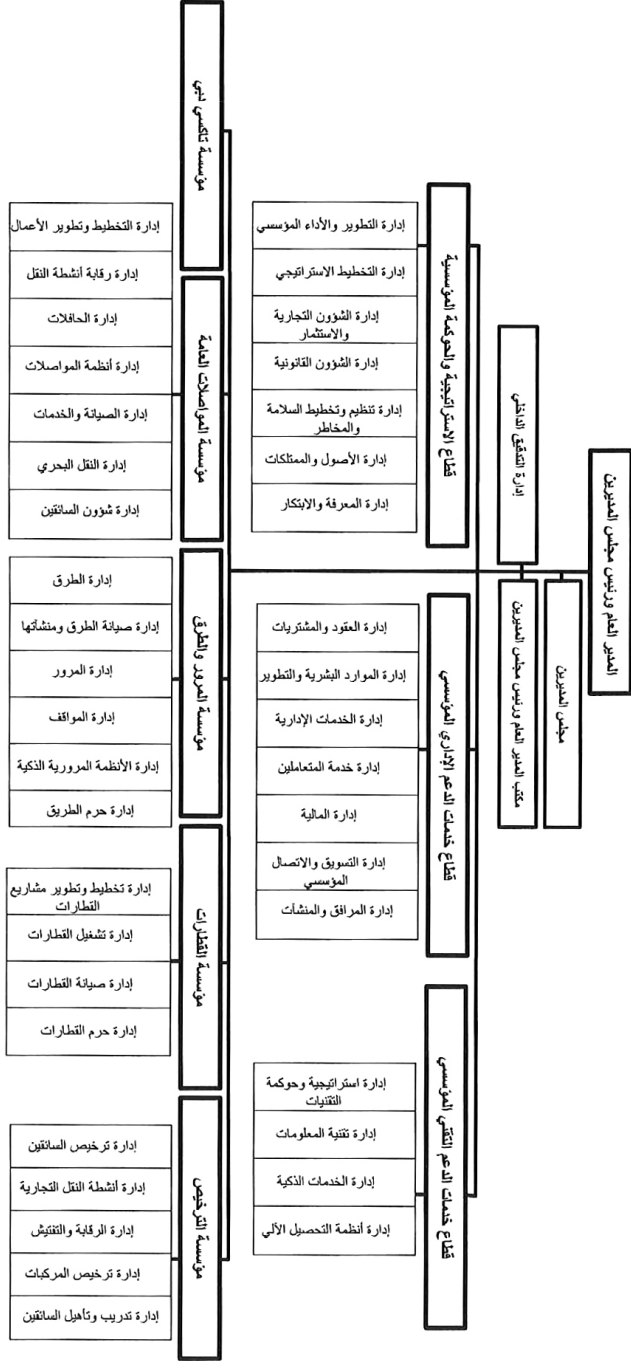 المدير العام ورئيس مجلس المديرين
مجلس المديرين
إدارة التدقيق الداخلي
مكتب المدير العام ورئيس مجلس المديرين
قطاع الاستراتيجية والحوكمة المؤسسية
إدارة التطوير والأداء المؤسسي
إدارة التخطيط الاستراتيجي
إدارة الشؤون التجارية
والاستثمار
إدارة الشؤون القانونية
إدارة تنظيم وتخطيط السلامة
والمخاطر
إدارة الأصول والممتلكات
إدارة المعرفة والابتكار
قطاع خدمات الدعم الإداري المؤسسي
إدارة العقود والمشتريات
إدارة الموارد البشرية والتطوير
إدارة الخدمات الإدارية
إدارة خدمة المتعاملين
إدارة المالية
إدارة التسويق والاتصال
المؤسسي
إدارة المرافق والمنشآت
قطاع خدمات الدعم التقني المؤسسي
إدارة استراتيجية وحوكمة
التقنيات
إدارة تقنية المعلومات
إدارة الخدمات الذكية
إدارة أنظمة التحصيل الآلي
مؤسسة تاكسي دبي
مؤسسة المواصلات العامة
إدارة التخطيط وتطوير الأعمال
إدارة رقابة أنشطة النقل
إدارة الحافلات
إدارة أنظمة المواصلات
إدارة الصيانة والخدمات
إدارة النقل البحري
إدارة شؤون السائقين
مؤسسة المرور والطرق
إدارة الطرق
إدارة صيانة الطرق ومنشآتها
إدارة المرور
إدارة المواقف
إدارة الأنظمة المرورية الذكية
إدارة حرم الطريق
مؤسسة القطارات
إدارة تخطيط وتطوير مشاريع
القطارات
إدارة تشغيل القطارات
إدارة صيانة القطارات
إدارة حرم القطارات
مؤسسة الترخيص
إدارة ترخيص السائقين
إدارة أنشطة النقل التجارية
إدارة الرقابة والتفتيش
إدارة ترخيص المركبات
إدارة تدريب وتأهيل السائقين